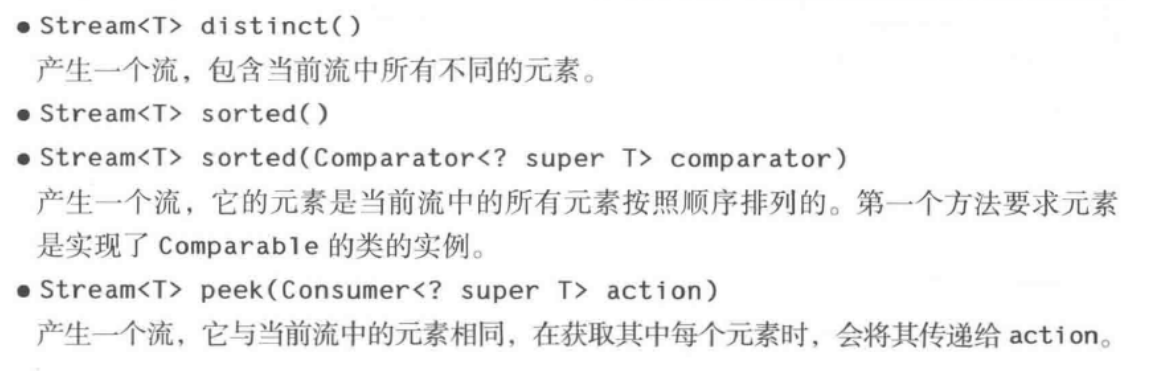 ● Stream<T> distinct()
产生一个流，包含当前流中所有不同的元素。
● Stream<T> sorted()
● Stream<T> sorted(Comparator<? super T> comparator)
产生一个流，它的元素是当前流中的所有元素按照顺序排列的。第一个方法要求元素
是实现了 Comparable 的类的实例。
● Stream<T> peek(Consumer<? super T> action)
产生一个流，它与当前流中的元素相同，在获取其中每个元素时，会将其传递给 action。